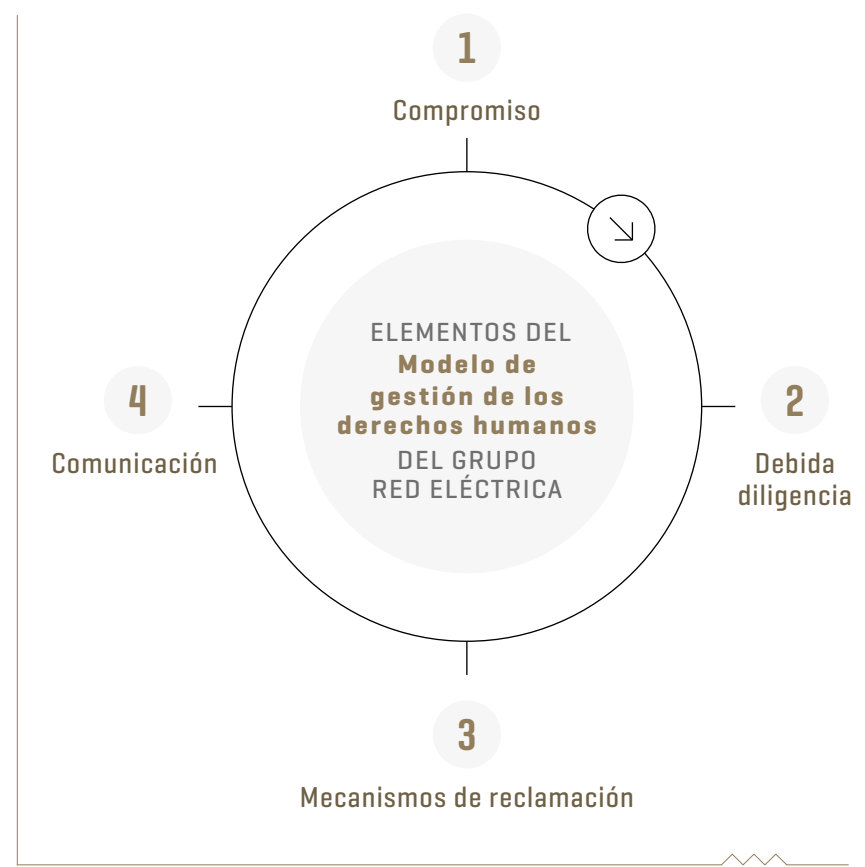 1
Compromiso
ELEMENTOS DEL
Modelo de
gestión de los
derechos humanos
DEL GRUPO
RED ELÉCTRICA
2
Debida
diligencia
3
Mecanismos de reclamación
4
Comunicación